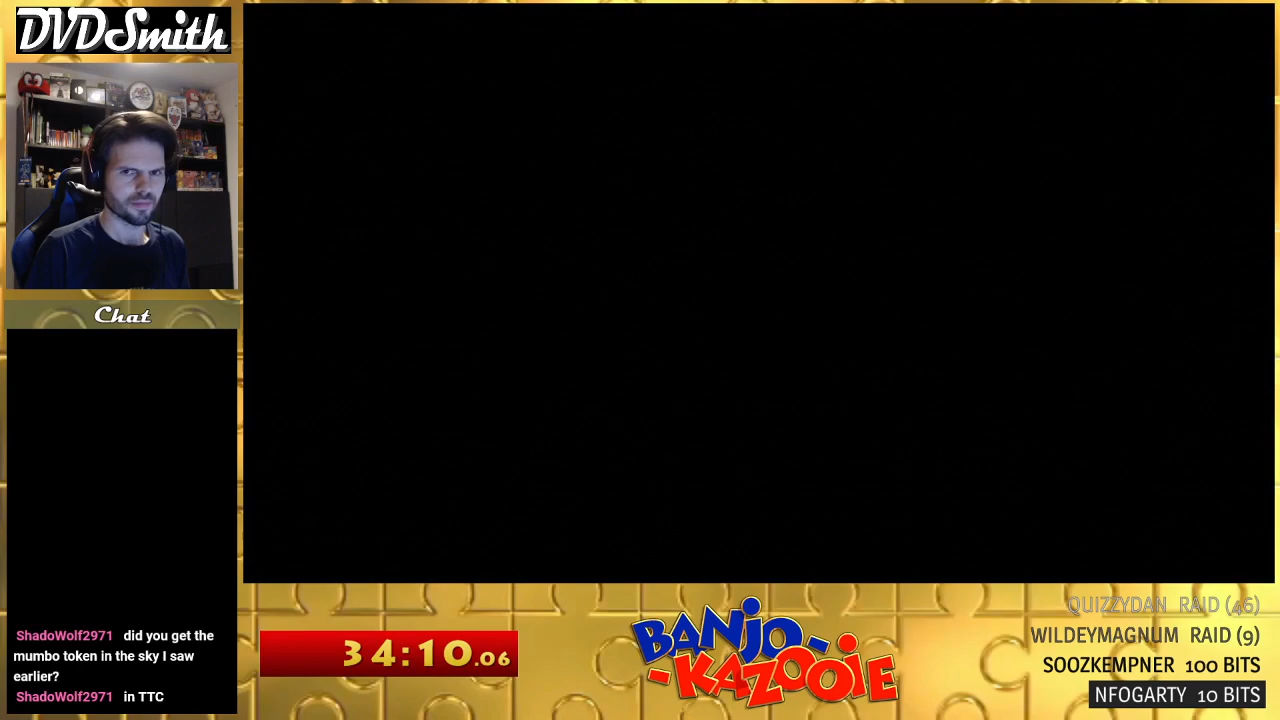 DVDSmith
Chat
ShadoWolf2971 did you get the
mumbo token in the sky I saw
earlier?
ShadoWolf2971 in TTC
34:10.06
BANJO-
-KAZOOIE
QUIZZYDAN RAID (46)
WILDEYMAGNUM RAID (9)
SOOZKEMPNER 100 BITS
NFOGARTY 10 BITS